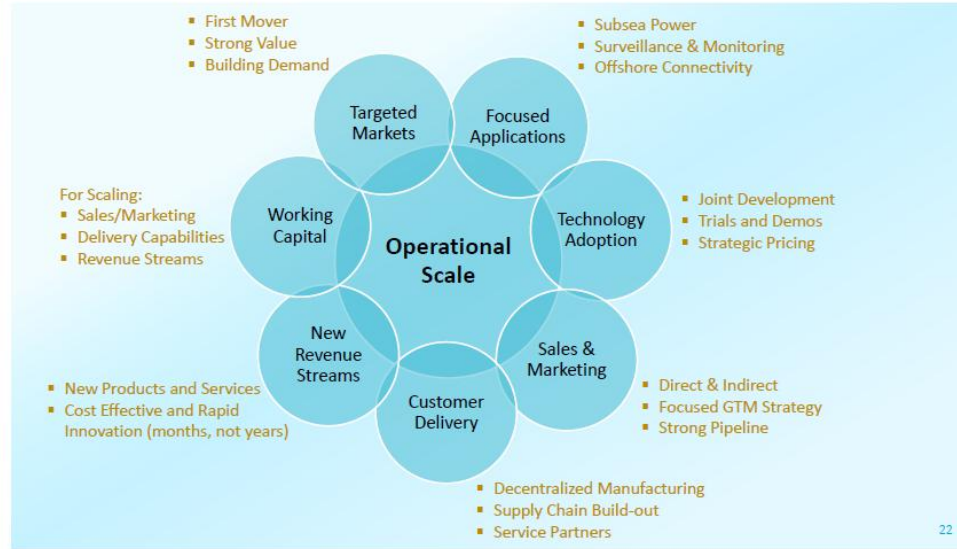 ▪ First Mover
▪ Strong Value
▪ Building Demand
Targeted
Markets
▪ Subsea Power
▪ Surveillance & Monitoring
▪ Offshore Connectivity
Focused
Applications
▪ Joint Development
▪ Trials and Demos
▪ Strategic Pricing
Technology
Adoption
▪ Direct & Indirect
▪ Focused GTM Strategy
▪ Strong Pipeline
Sales &
Marketing
▪ Decentralized Manufacturing
▪ Supply Chain Build-out
▪ Service Partners
Customer
Delivery
▪ New Products and Services
▪ Cost Effective and Rapid
Innovation (months, not years)
New
Revenue
Streams
For Scaling:
▪ Sales/Marketing
▪ Delivery Capabilities
▪ Revenue Streams
Working
Capital
Operational
Scale
22